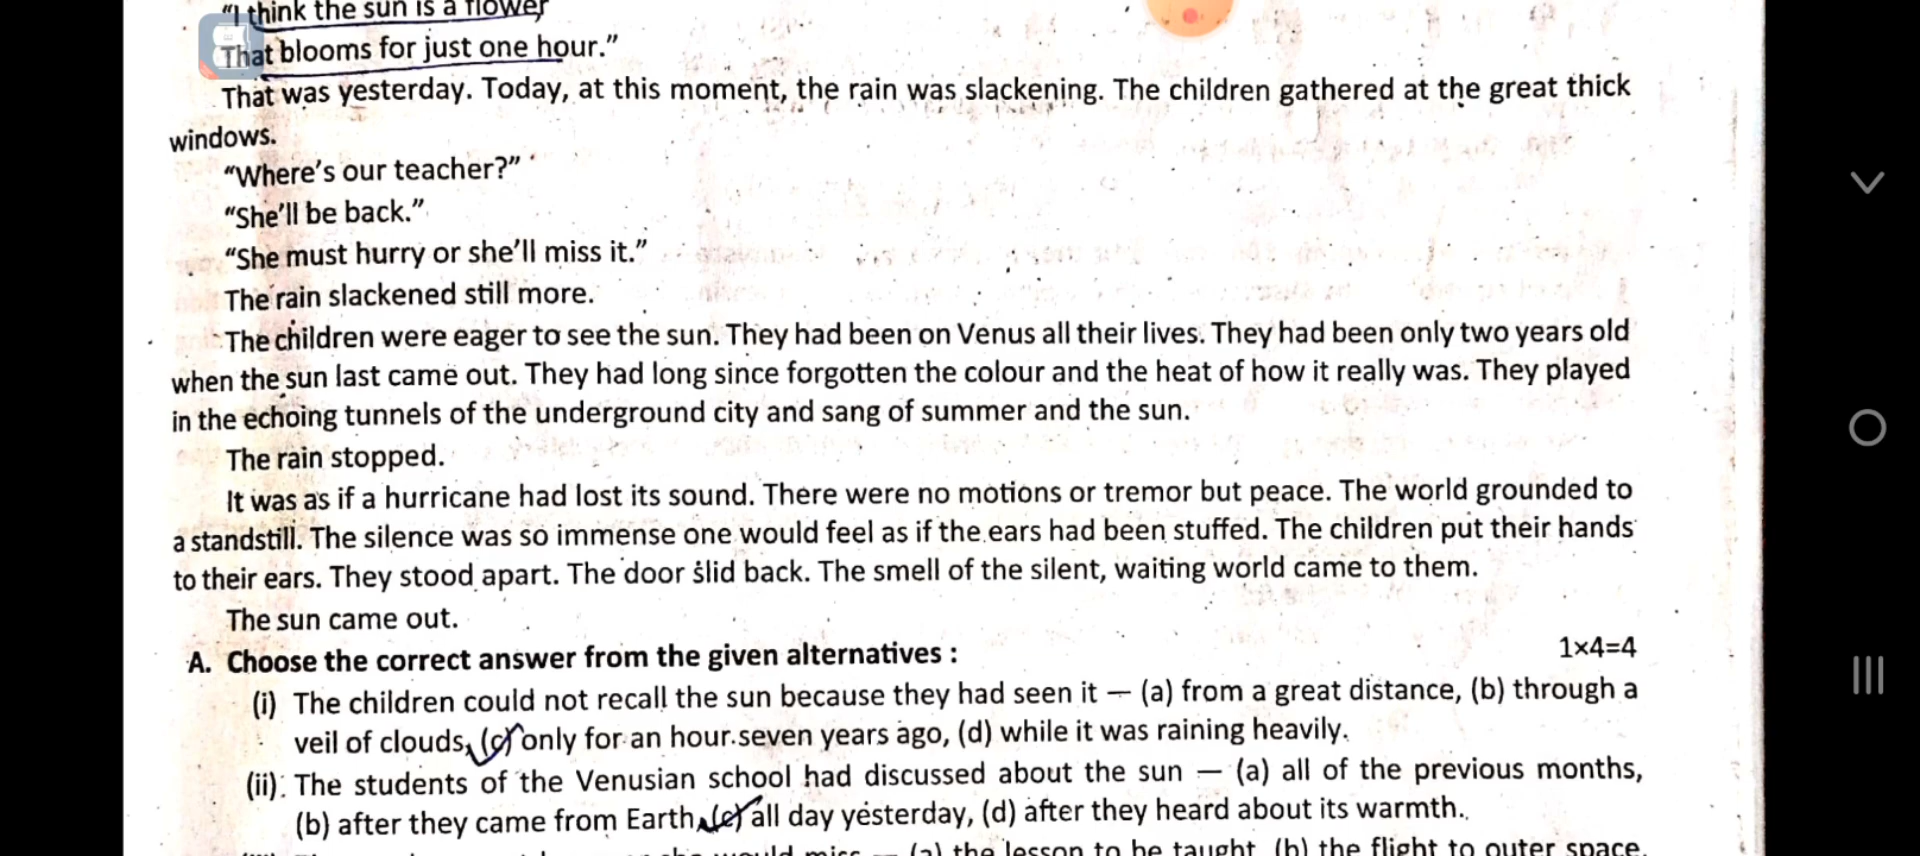 “I think the sun is a flower
That blooms for just one hour.”
That was yesterday. Today, at this moment, the rain was slackening. The children gathered at the great thick
windows.
“Where’s our teacher?”
“She’ll be back.”
“She must hurry or she’ll miss it.”
The rain slackened still more.
The children were eager to see the sun. They had been on Venus all their lives. They had been only two years old
when the sun last came out. They had long since forgotten the colour and the heat of how it really was. They played
in the echoing tunnels of the underground city and sang of summer and the sun.
The rain stopped.
It was as if a hurricane had lost its sound. There were no motions or tremor but peace. The world grounded to
a standstill. The silence was so immense one would feel as if the ears had been stuffed. The children put their hands
to their ears. They stood apart. The door slid back. The smell of the silent, waiting world came to them.
The sun came out.
A. Choose the correct answer from the given alternatives : 1×4=4
(i) The children could not recall the sun because they had seen it — (a) from a great distance, (b) through a
veil of clouds, (c) only for an hour seven years ago, (d) while it was raining heavily.
(ii) The students of the Venusian school had discussed about the sun — (a) all of the previous months,
(b) after they came from Earth, (c) all day yesterday, (d) after they heard about its warmth.
would miss — (a) the lesson to be taught, (b) the flight to outer space,